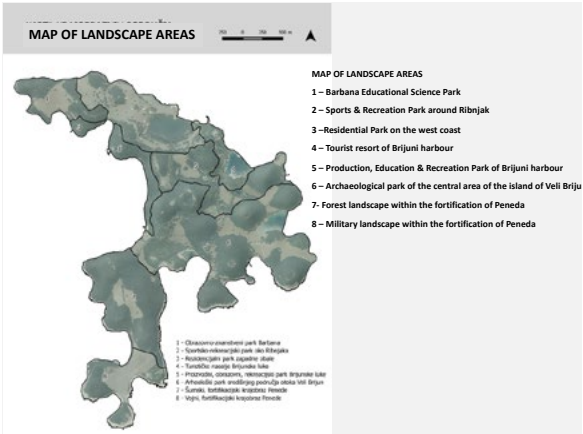 MAP OF LANDSCAPE AREAS
MAP OF LANDSCAPE AREAS
1 – Barbana Educational Science Park
2 – Sports & Recreation Park around Ribnjak
3 –Residential Park on the west coast
4 – Tourist resort of Brijuni harbour
5 – Production, Education & Recreation Park of Brijuni harbour
6 – Archaeological park of the central area of the island of Veli Briju
7- Forest landscape within the fortification of Peneda
8 – Military landscape within the fortification of Peneda
1 - Obrazovno-znanstveni park Barbana
2 - Sportsko-rekreacijski park oko Ribnjaka
3 - Rezidencijalni park zapadne obale
4 - Turističko naselje Brijunske luke
5 - Proizvodni, obrazovni, rekreacijski park Brijunske luke
6 - Arheološki park središnjeg područja otoka Veli Brijun
7 - Šumski, fortifikacijski krajobraz Penede
8 - Vojni, fortifikacijski krajobraz Penede